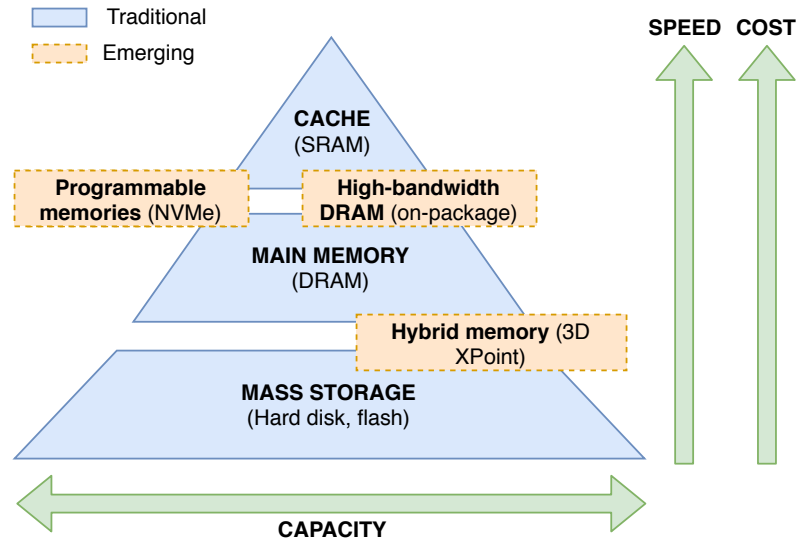 Traditional
Emerging
SPEED COST
CACHE
(SRAM)
Programmable
memories (NVMe)
High-bandwidth
DRAM (on-package)
MAIN MEMORY
(DRAM)
Hybrid memory (3D
XPoint)
MASS STORAGE
(Hard disk, flash)
CAPACITY